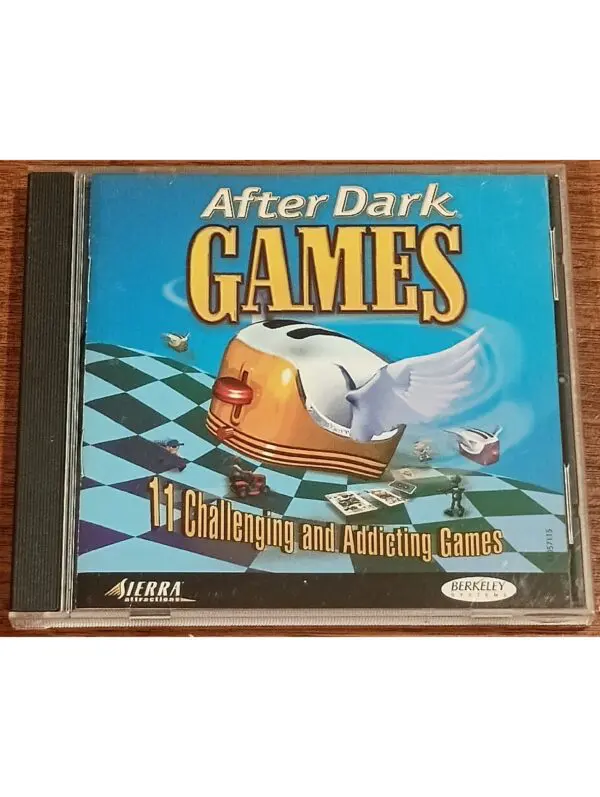 After Dark
GAMES
11 Challenging and Addicting Games
SIERRA
attractions
BERKELEY
SYSTEMS